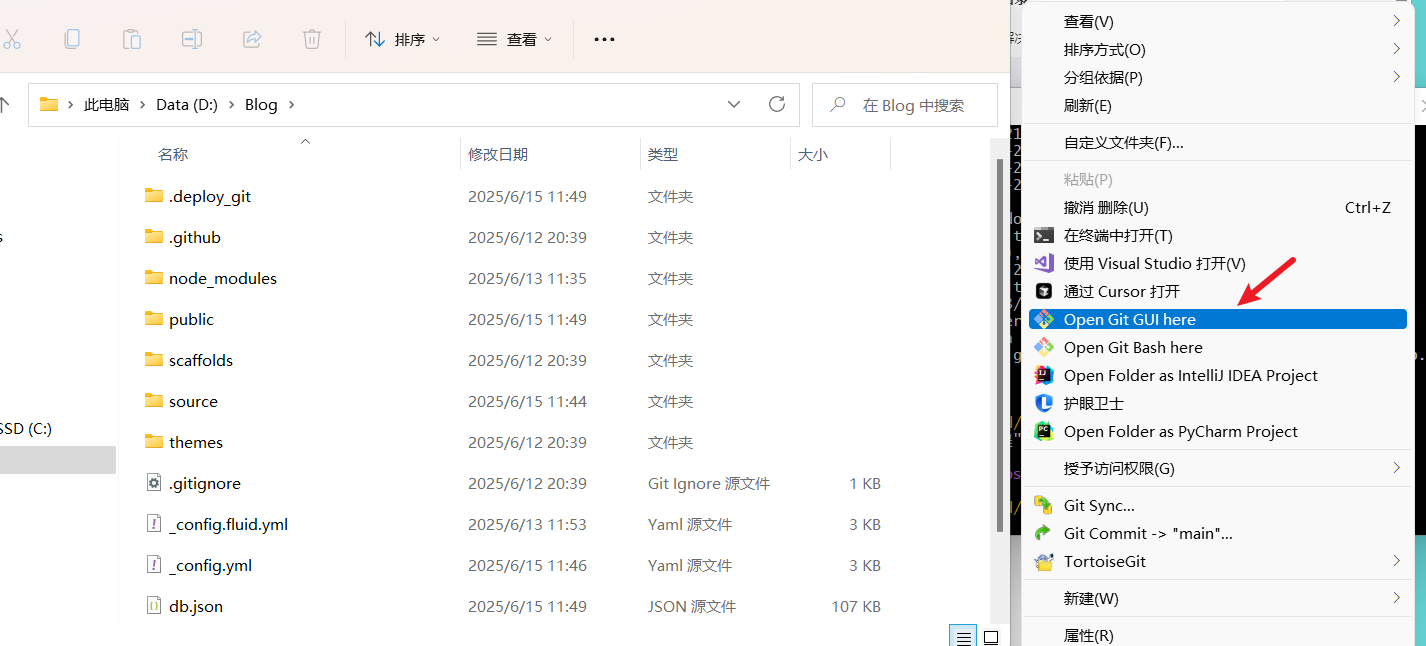 排序
查看
此电脑 > Data (D:) > Blog >
在 Blog 中搜索
名称 修改日期 类型 大小
.deploy_git 2025/6/15 11:49 文件夹
.github 2025/6/12 20:39 文件夹
node_modules 2025/6/13 11:35 文件夹
public 2025/6/15 11:49 文件夹
scaffolds 2025/6/12 20:39 文件夹
source 2025/6/15 11:44 文件夹
themes 2025/6/12 20:39 文件夹
.gitignore 2025/6/12 20:39 Git Ignore 源文件 1 KB
_config.fluid.yml 2025/6/13 11:53 Yaml 源文件 3 KB
_config.yml 2025/6/15 11:46 Yaml 源文件 3 KB
db.json 2025/6/15 11:49 JSON 源文件 107 KB
SSD (C:)
查看(V)
排序方式(O)
分组依据(P)
刷新(E)
自定义文件夹(F)...
粘贴(P)
撤消 删除(U) Ctrl+Z
在终端中打开(T)
使用 Visual Studio 打开(V)
通过 Cursor 打开
Open Git GUI here
Open Git Bash here
Open Folder as IntelliJ IDEA Project
护眼卫士
Open Folder as PyCharm Project
授予访问权限(G)
Git Sync...
Git Commit -> "main"...
TortoiseGit
新建(W)
属性(R)